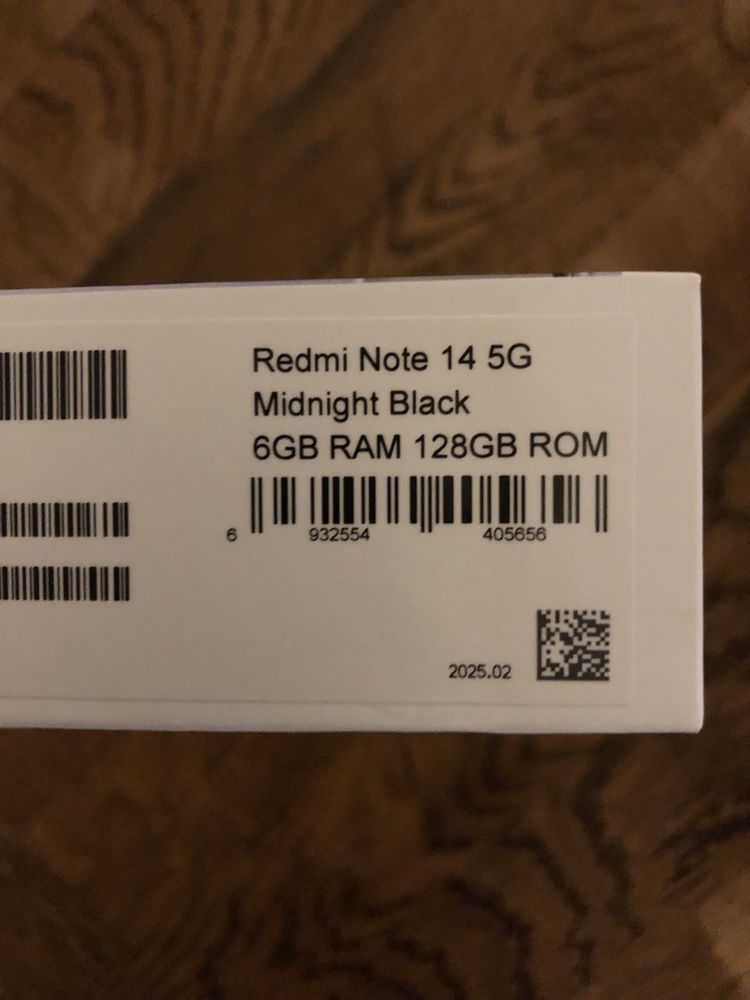 Redmi Note 14 5G
Midnight Black
6GB RAM 128GB ROM
6 932554 405656
2025.02